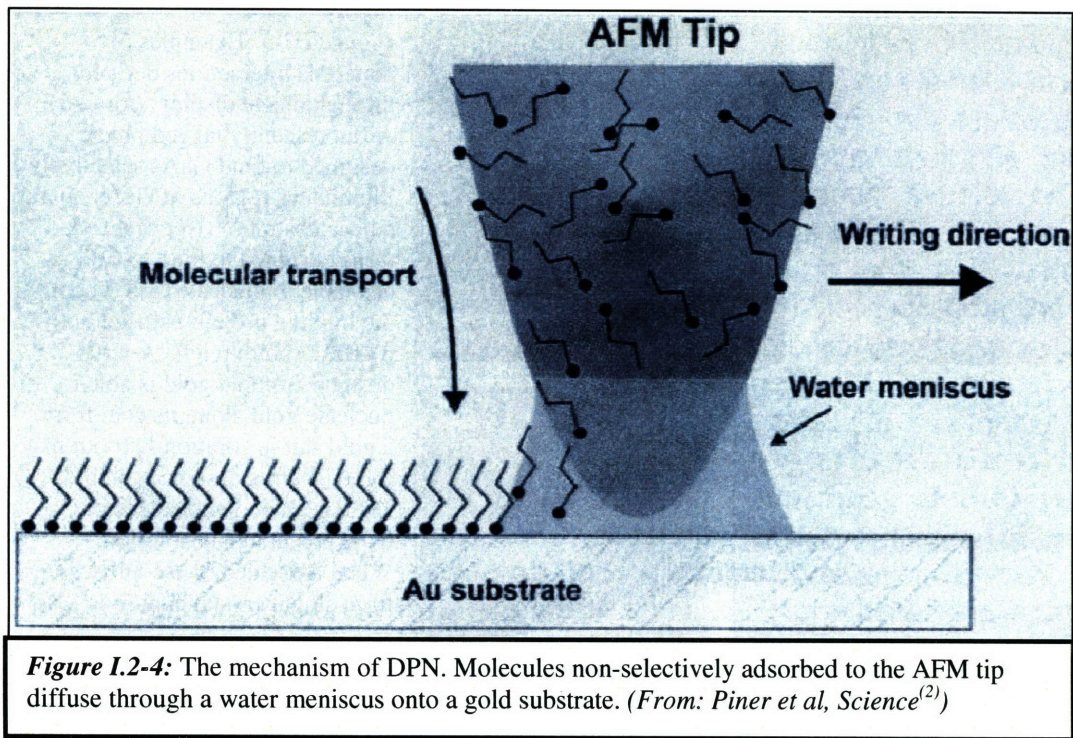 AFM Tip
Molecular transport
Writing direction
Water meniscus
Au substrate
Figure I.2-4: The mechanism of DPN. Molecules non-selectively adsorbed to the AFM tip
diffuse through a water meniscus onto a gold substrate. (From: Piner et al, Science(2))